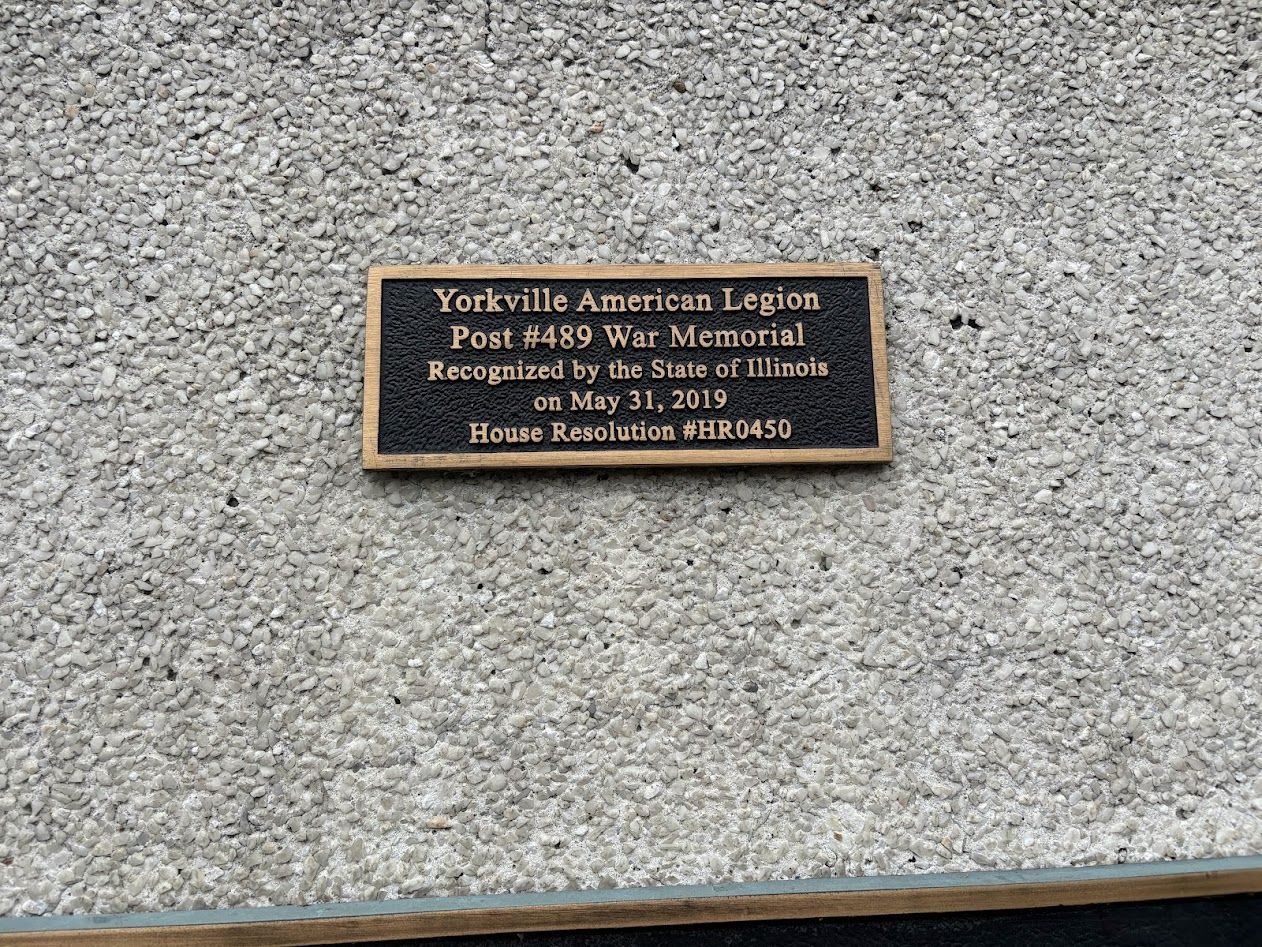 Yorkville American Legion
Post #489 War Memorial
Recognized by the State of Illinois
on May 31, 2019
House Resolution #HR0450